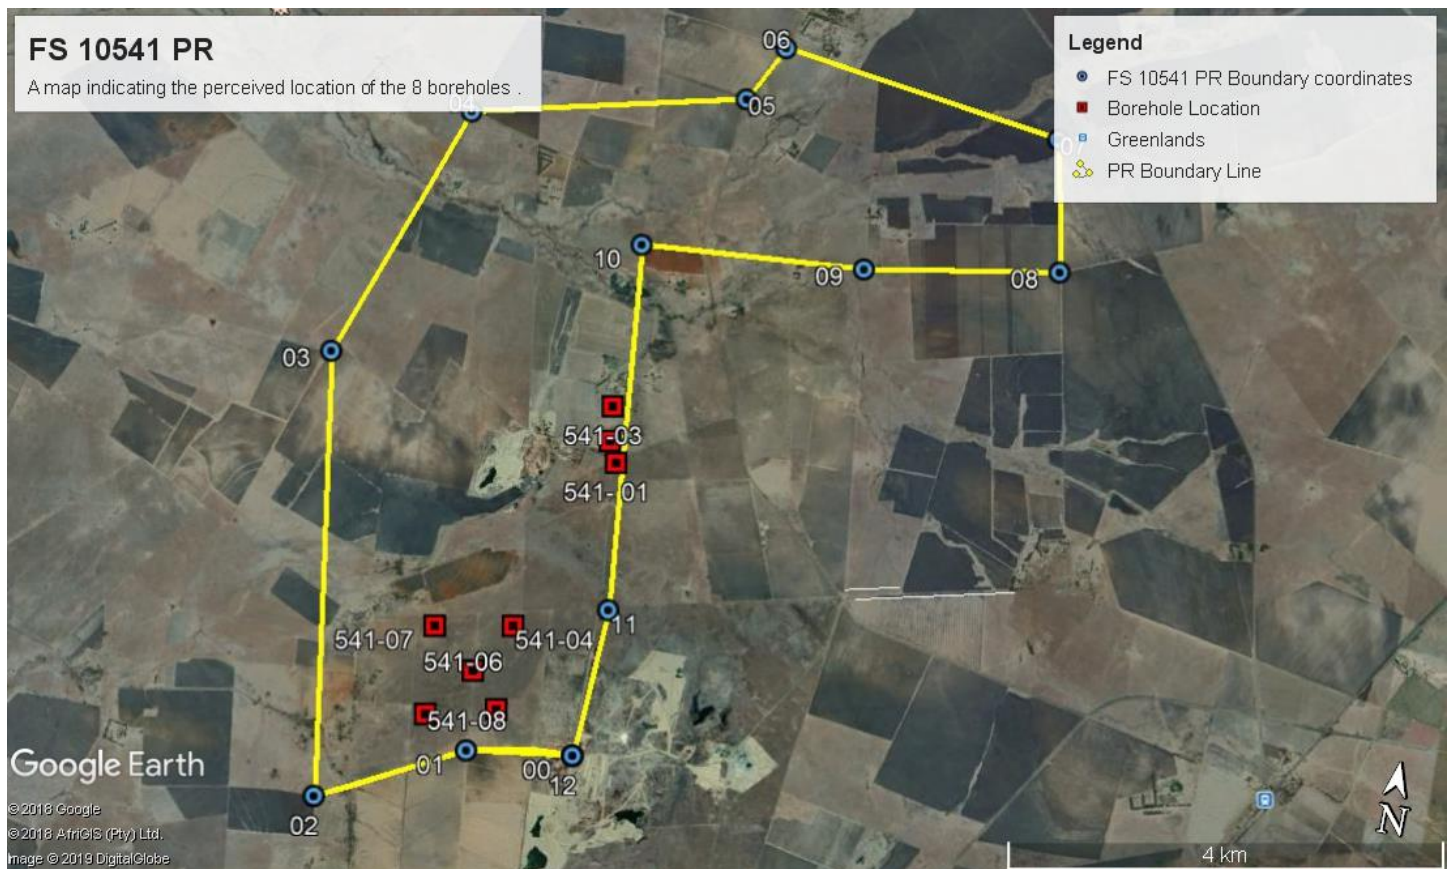 FS 10541 PR
A map indicating the perceived location of the 8 boreholes .
Legend
FS 10541 PR Boundary coordinates
Borehole Location
Greenlands
PR Boundary Line
06
04
05
07
10
09
08
03
541-03
541- 01
11
541-07
541-04
541-06
541-08
01
00
12
02
Google Earth
© 2018 Google
© 2018 AfriGIS (Pty) Ltd.
Image © 2019 DigitalGlobe
N
4 km